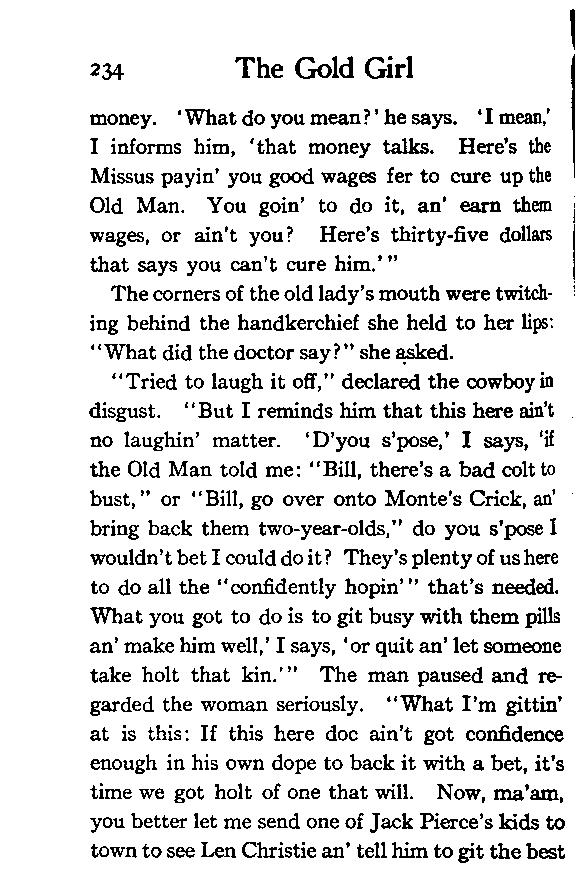 234 The Gold Girl
money. 'What do you mean?' he says. 'I mean,'
I informs him, 'that money talks. Here's the
Missus payin' you good wages fer to cure up the
Old Man. You goin' to do it, an' earn them
wages, or ain't you? Here's thirty-five dollars
that says you can't cure him.'"
The corners of the old lady's mouth were twitch-
ing behind the handkerchief she held to her lips:
"What did the doctor say?" she asked.
"Tried to laugh it off," declared the cowboy in
disgust. "But I reminds him that this here ain't
no laughin' matter. 'D'you s'pose,' I says, 'if
the Old Man told me: "Bill, there's a bad colt to
bust," or "Bill, go over onto Monte's Crick, an'
bring back them two-year-olds," do you s'pose I
wouldn't bet I could do it? They's plenty of us here
to do all the "confidently hopin'" that's needed.
What you got to do is to git busy with them pills
an' make him well,' I says, 'or quit an' let someone
take holt that kin.'" The man paused and re-
garded the woman seriously. "What I'm gittin'
at is this: If this here doc ain't got confidence
enough in his own dope to back it with a bet, it's
time we got holt of one that will. Now, ma'am,
you better let me send one of Jack Pierce's kids to
town to see Len Christie an' tell him to git the best